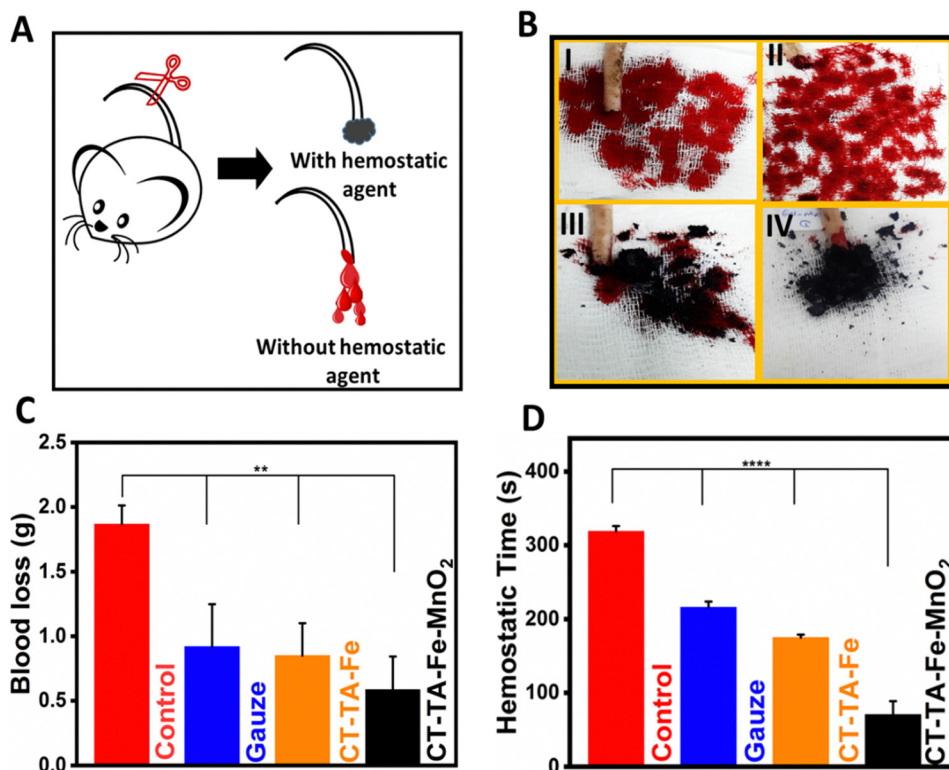 A
With hemostatic
agent
Without hemostatic
agent
B
I
II
III
IV
C
Blood loss (g)
2.5
2.0
1.5
1.0
0.5
0.0
**
Control
Gauze
CT-TA-Fe
CT-TA-Fe-MnO₂
D
Hemostatic Time (s)
400
300
200
100
0
****
Control
Gauze
CT-TA-Fe
CT-TA-Fe-MnO₂